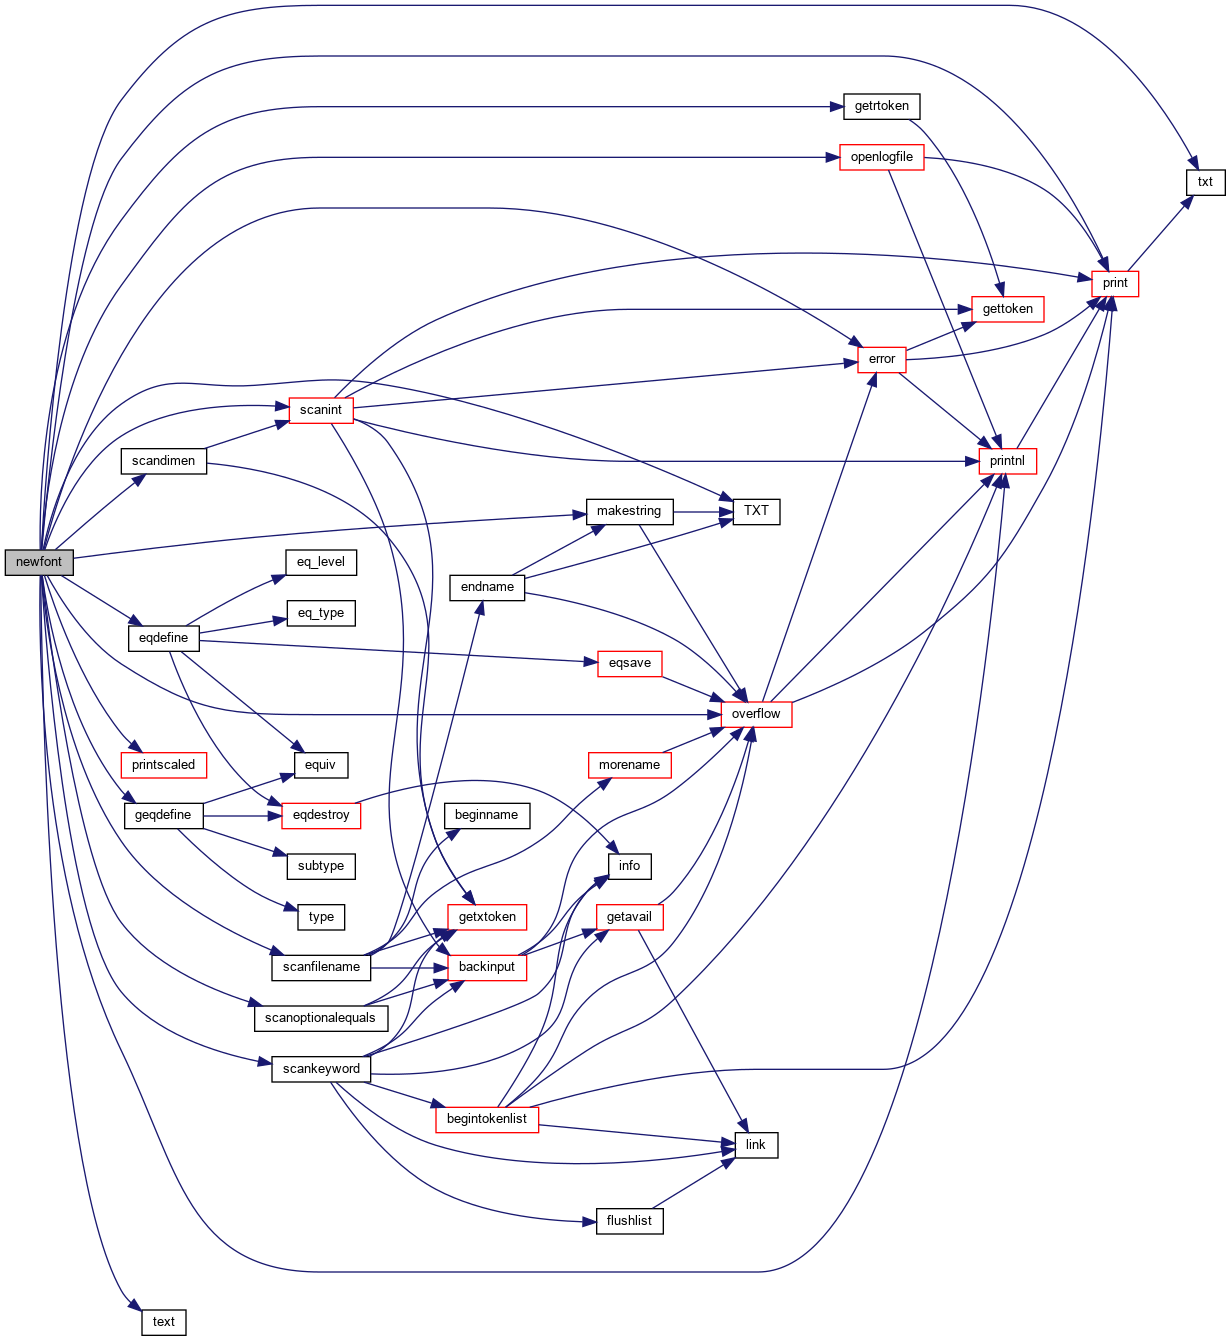 getrtoken
openlogfile
txt
print
gettoken
error
scanint
scandimen
printnl
makestring
TXT
newfont
eq_level
endname
eq_type
eqdefine
eqsave
overflow
printscaled
equiv
morename
geqdefine
eqdestroy
beginname
subtype
info
type
getxtoken
getavail
scanfilename
backinput
scanoptionalequals
scankeyword
begintokenlist
link
flushlist
text